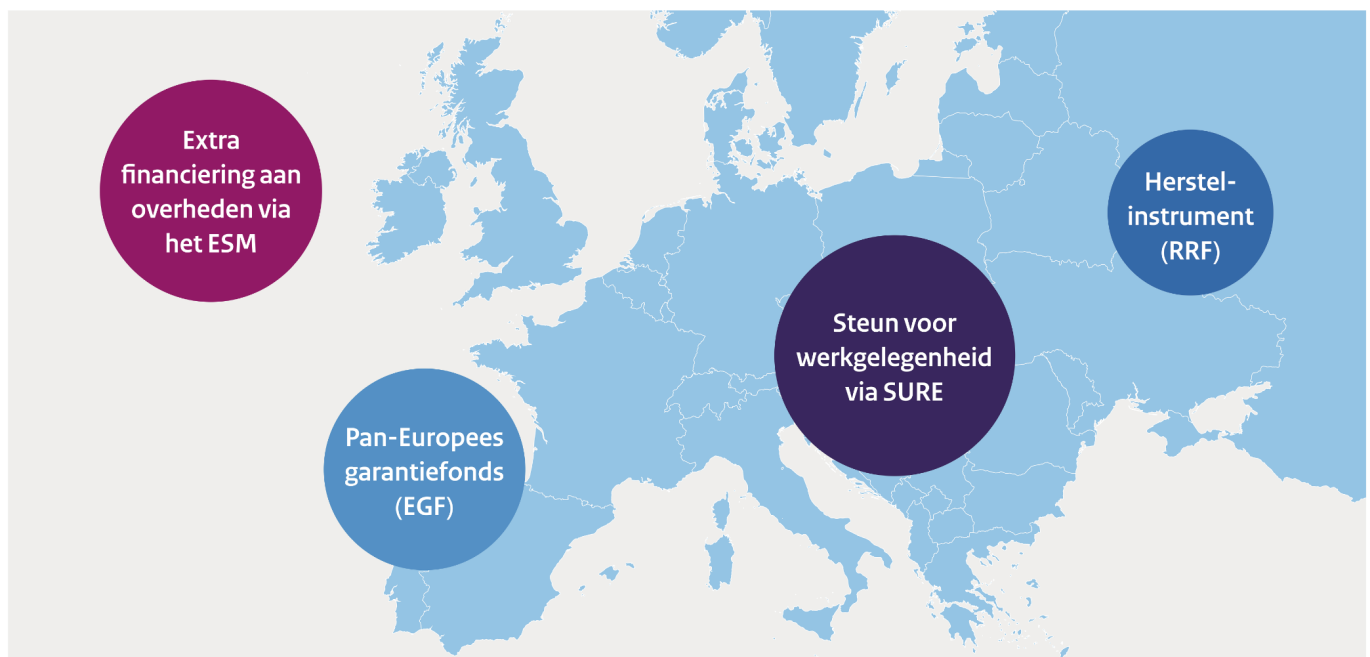 Extra
financiering aan
overheden via
het ESM
Herstel-
instrument
(RRF)
Steun voor
werkgelegenheid
via SURE
Pan-Europees
garantiefonds
(EGF)